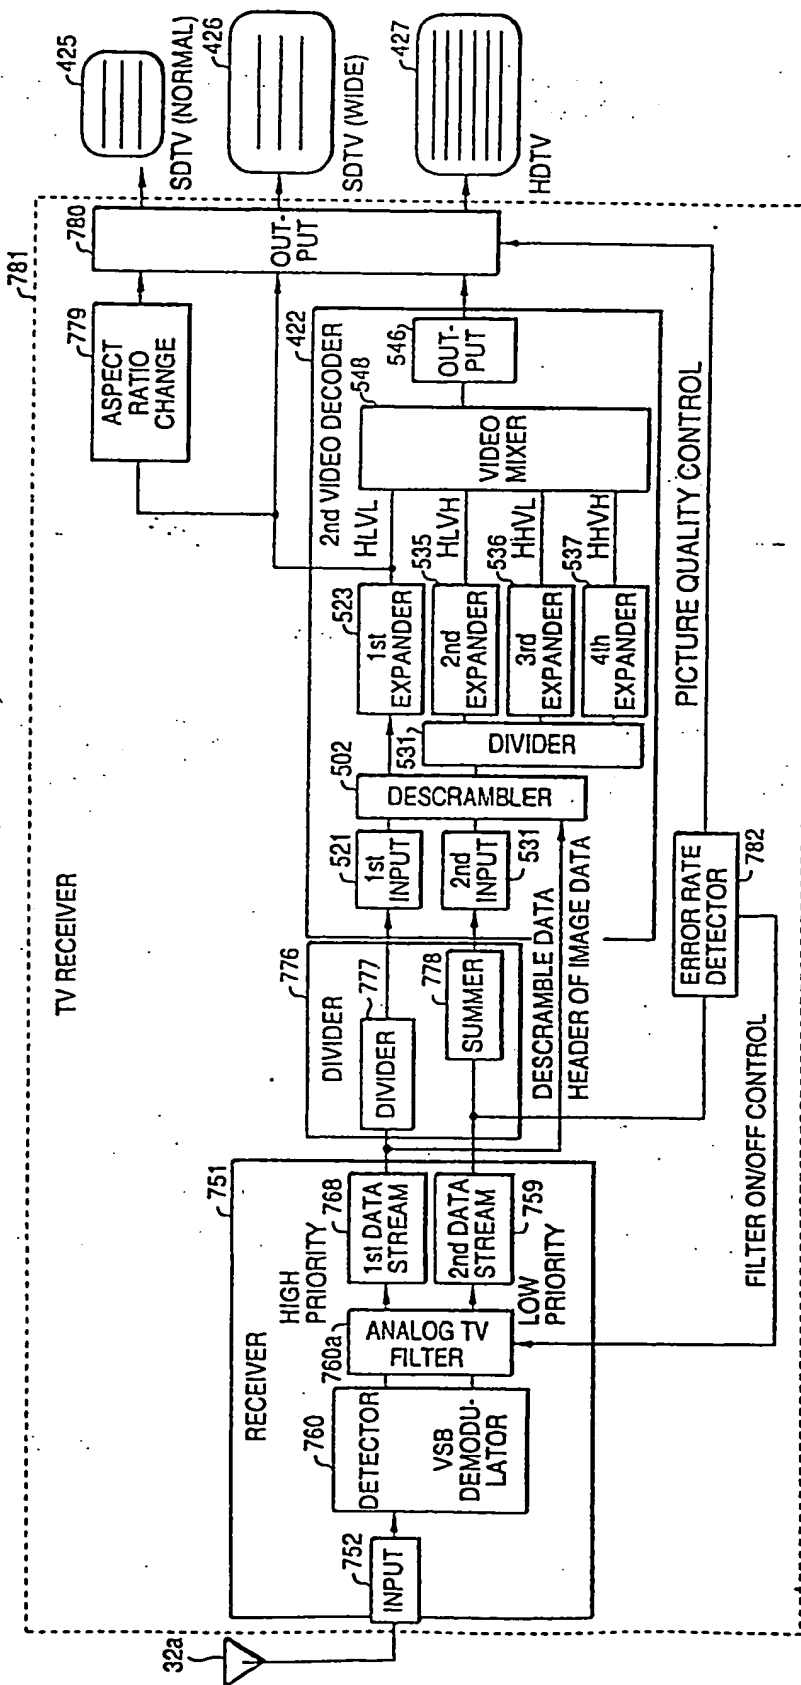 781
TV RECEIVER
751
RECEIVER
32a
752
INPUT
760
DETECTOR
VSB
DEMODU-
LATOR
760a
ANALOG TV
FILTER
HIGH
PRIORITY
768
1st DATA
STREAM
2nd DATA
STREAM
759
LOW
PRIORITY
776
DIVIDER
777
DIVIDER
778
SUMMER
DESCRAMBLE DATA
HEADER OF IMAGE DATA
422
2nd VIDEO DECODER
521
1st
INPUT
2nd
INPUT
531
502
DESCRAMBLER
531
DIVIDER
523
1st
EXPANDER
535
2nd
EXPANDER
536
3rd
EXPANDER
537
4th
EXPANDER
HLVL
HLVH
HHVL
HHVH
548
VIDEO
MIXER
546
OUT-
PUT
779
ASPECT
RATIO
CHANGE
780
OUT-
PUT
425
SDTV (NORMAL)
426
SDTV (WIDE)
427
HDTV
782
ERROR RATE
DETECTOR
PICTURE QUALITY CONTROL
FILTER ON/OFF CONTROL